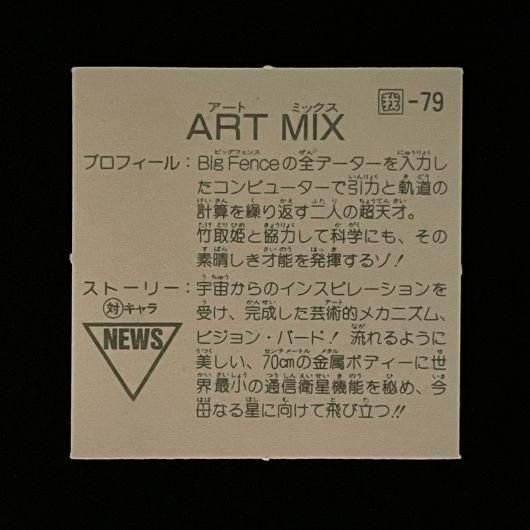 我-79
アート ミックス
ART MIX
プロフィール：Big Fenceの全データーを入力し
たコンピューターで引力と軌道の
計算を繰り返す二人の超天才。
竹取姫と協力して科学にも、その
素晴しき才能を発揮するゾ！
ストーリー：宇宙からのインスピレーションを
対キャラ 受け、完成した芸術的メカニズム、
NEWS ビジョン・バード！ 流れるように
美しい、70cmの金属ボディーに世
界最小の通信衛星機能を秘め、今
母なる星に向けて飛び立つ!!